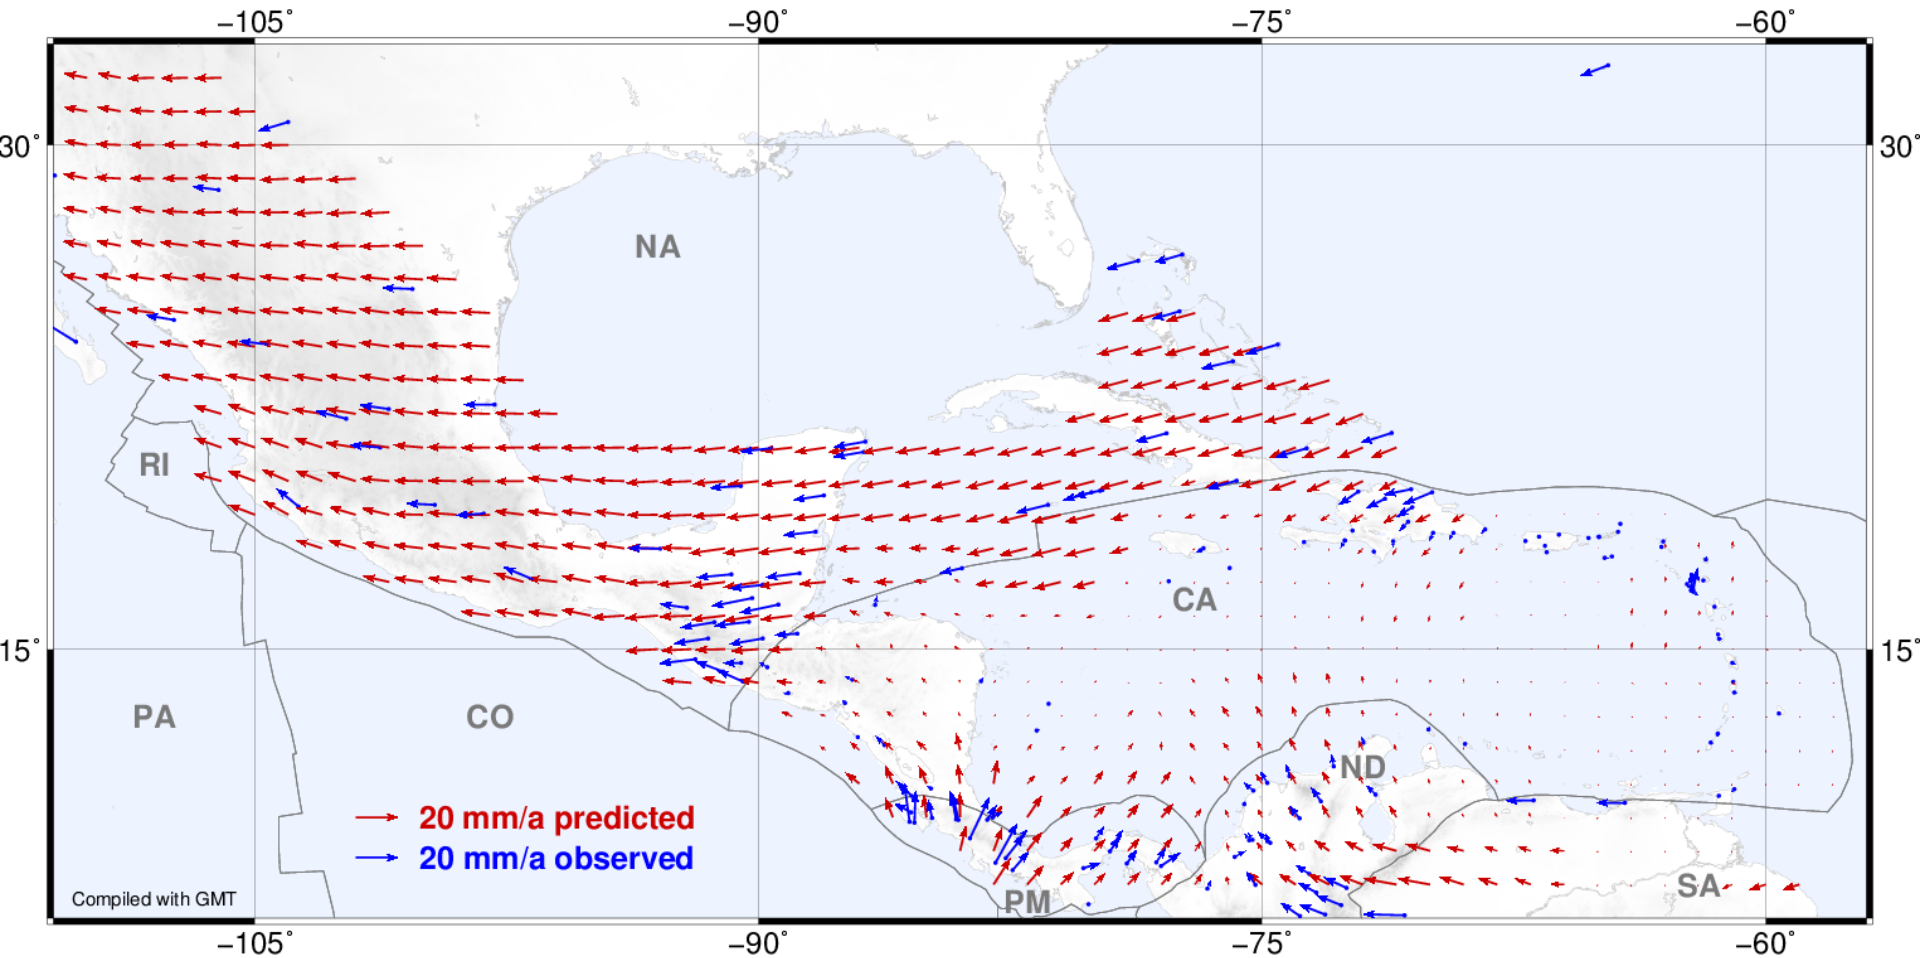 −105° −90° −75° −60°
30° 30°
NA
RI
CA
15° 15°
PA CO
ND
20 mm/a predicted
20 mm/a observed
SA
Compiled with GMT
PM
−105° −90° −75° −60°